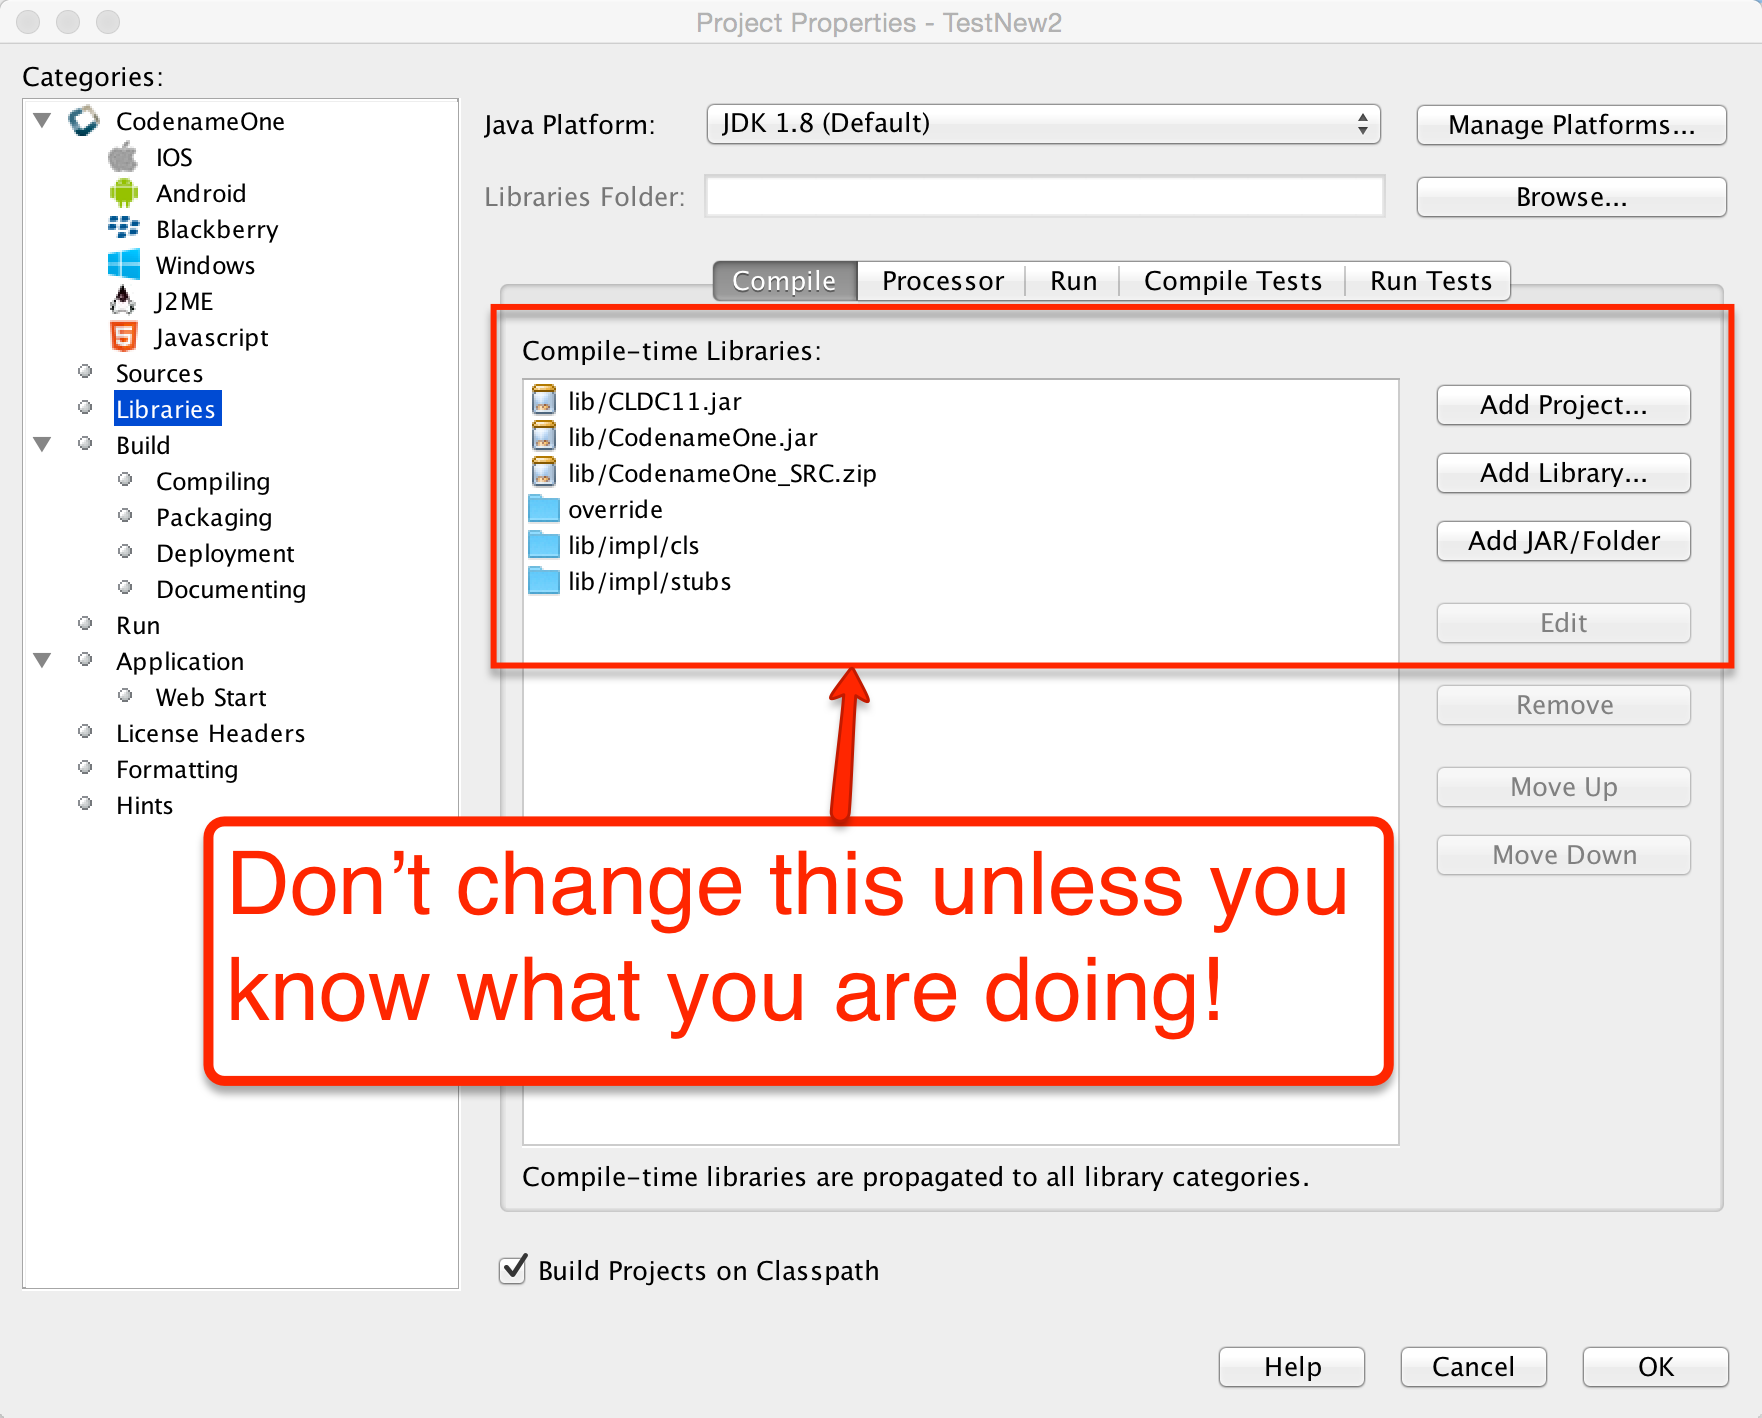 Project Properties - TestNew2
Categories:
CodenameOne
IOS
Android
Blackberry
Windows
J2ME
Javascript
Sources
Libraries
Build
Compiling
Packaging
Deployment
Documenting
Run
Application
Web Start
License Headers
Formatting
Hints
Java Platform: JDK 1.8 (Default) Manage Platforms...
Libraries Folder: Browse...
Compile Processor Run Compile Tests Run Tests
Compile-time Libraries:
lib/CLDC11.jar
lib/CodenameOne.jar
lib/CodenameOne_SRC.zip
override
lib/impl/cls
lib/impl/stubs
Add Project...
Add Library...
Add JAR/Folder
Edit
Remove
Move Up
Move Down
Don’t change this unless you
know what you are doing!
Compile-time libraries are propagated to all library categories.
Build Projects on Classpath
Help Cancel OK